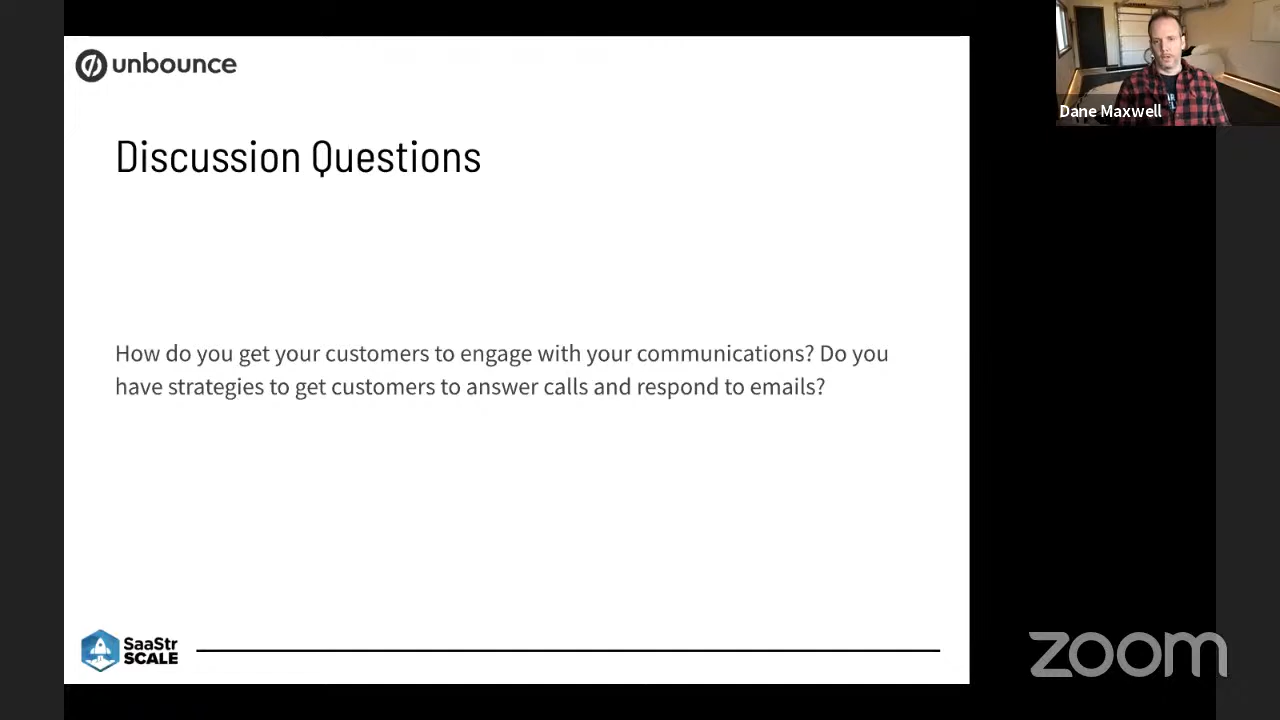 unbounce
Dane Maxwell
Discussion Questions
How do you get your customers to engage with your communications? Do you
have strategies to get customers to answer calls and respond to emails?
SaaStr
SCALE
zoom